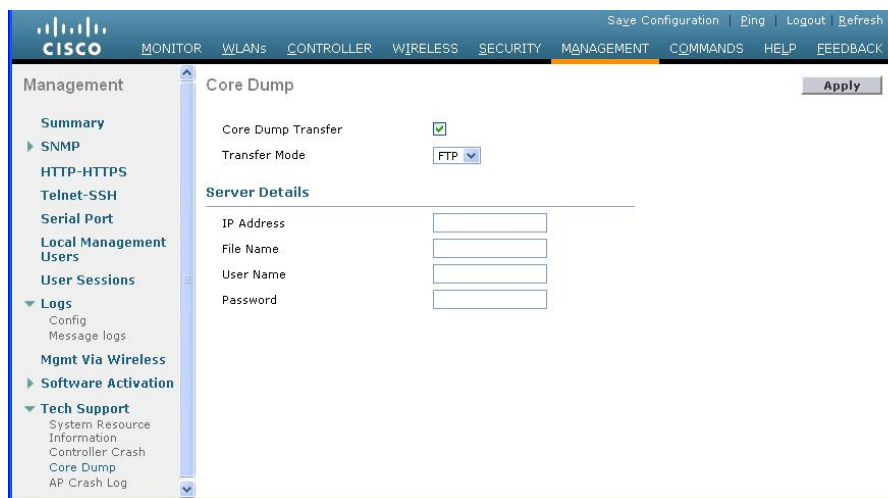 Save Configuration | Ping | Logout | Refresh
CISCO
MONITOR WLANs CONTROLLER WIRELESS SECURITY MANAGEMENT COMMANDS HELP FEEDBACK
Management
Summary
SNMP
HTTP-HTTPS
Telnet-SSH
Serial Port
Local Management
Users
User Sessions
Logs
Config
Message logs
Mgmt Via Wireless
Software Activation
Tech Support
System Resource
Information
Controller Crash
Core Dump
AP Crash Log
Core Dump
Apply
Core Dump Transfer
Transfer Mode FTP
Server Details
IP Address
File Name
User Name
Password